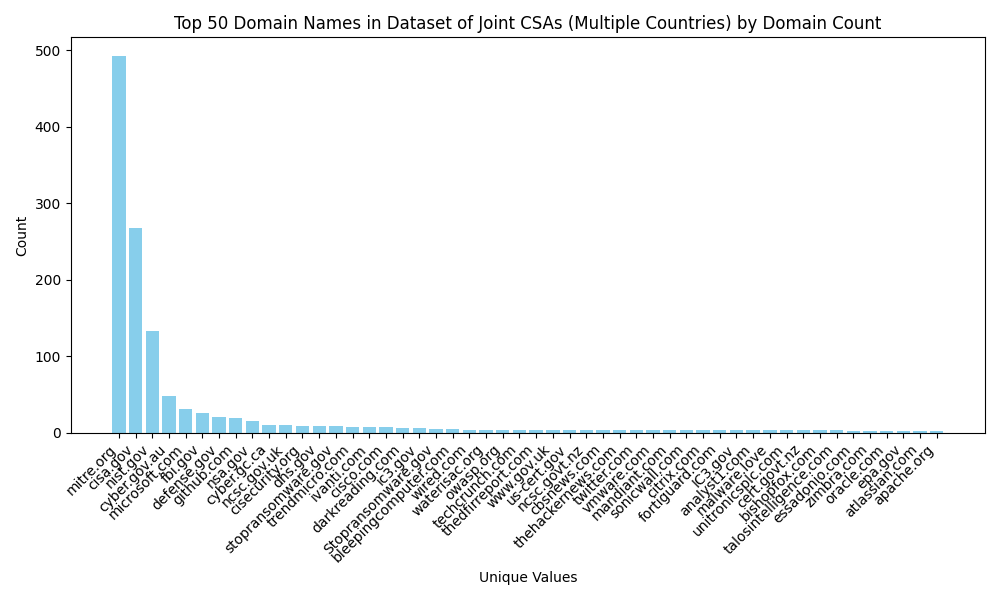 Top 50 Domain Names in Dataset of Joint CSAs (Multiple Countries) by Domain Count
Count
500
400
300
200
100
0
mitre.org
cisa.gov
nist.gov
cyber.gov.au
microsoft.com
fbi.gov
defense.gov
github.com
nsa.gov
cyber.gc.ca
ncsc.gov.uk
cisecurity.org
dhs.gov
stopransomware.gov
trendmicro.com
ivanti.com
cisco.com
darkreading.com
ic3.gov
Stopransomware.gov
bleepingcomputer.com
wired.com
waterisac.org
owasp.org
techcrunch.com
thedfirreport.com
www.gov.uk
us-cert.gov
ncsc.govt.nz
cbsnews.com
thehackernews.com
twitter.com
vmware.com
mandiant.com
sonicwall.com
citrix.com
fortiguard.com
IC3.gov
analyst1.com
malware.love
unitronicsplc.com
cert.govt.nz
bishopfox.com
talosintelligence.com
essadonio.com
zimbra.com
oracle.com
epa.gov
atlassian.com
apache.org
Unique Values